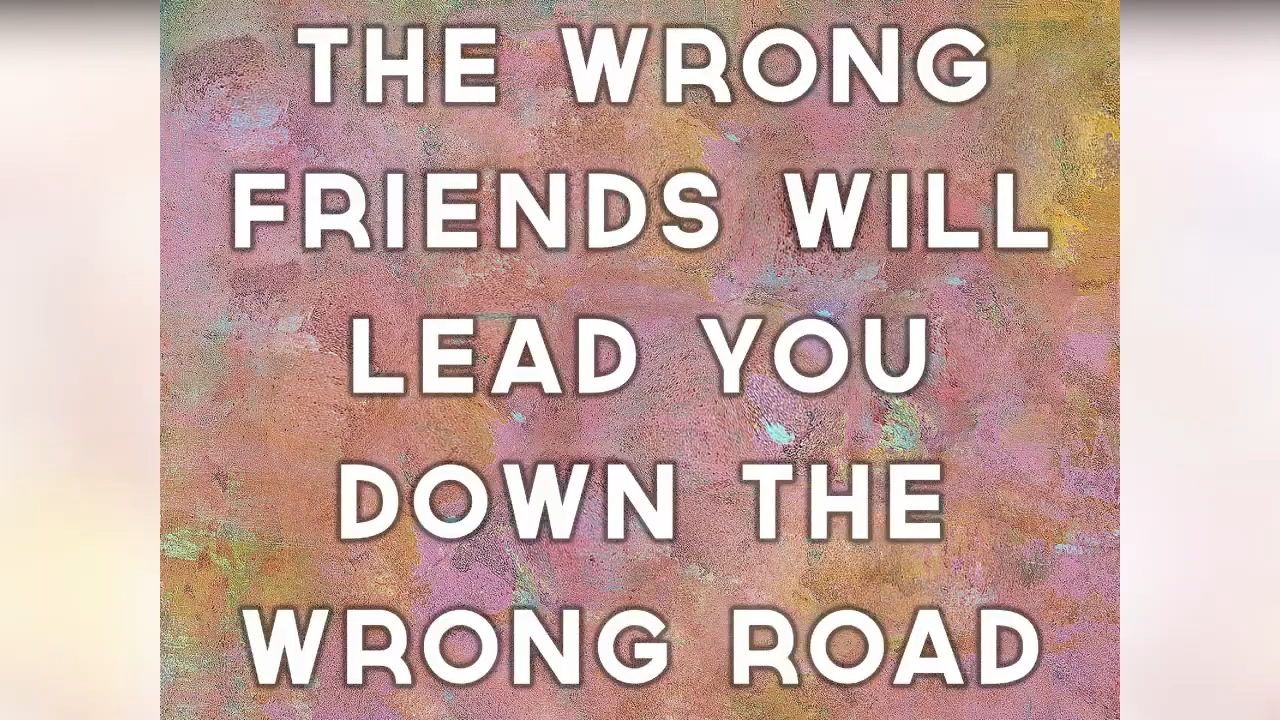 THE WRONG
FRIENDS WILL
LEAD YOU
DOWN THE
WRONG ROAD